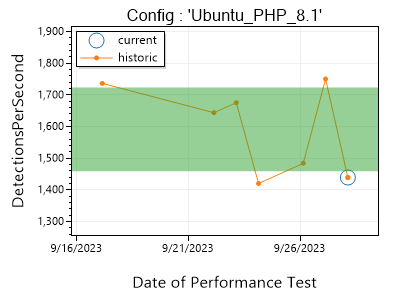 Config : 'Ubuntu_PHP_8.1'
1,900
current
historic
1,800
1,700
1,600
1,500
1,400
1,300
DetectionsPerSecond
9/16/2023 9/21/2023 9/26/2023
Date of Performance Test